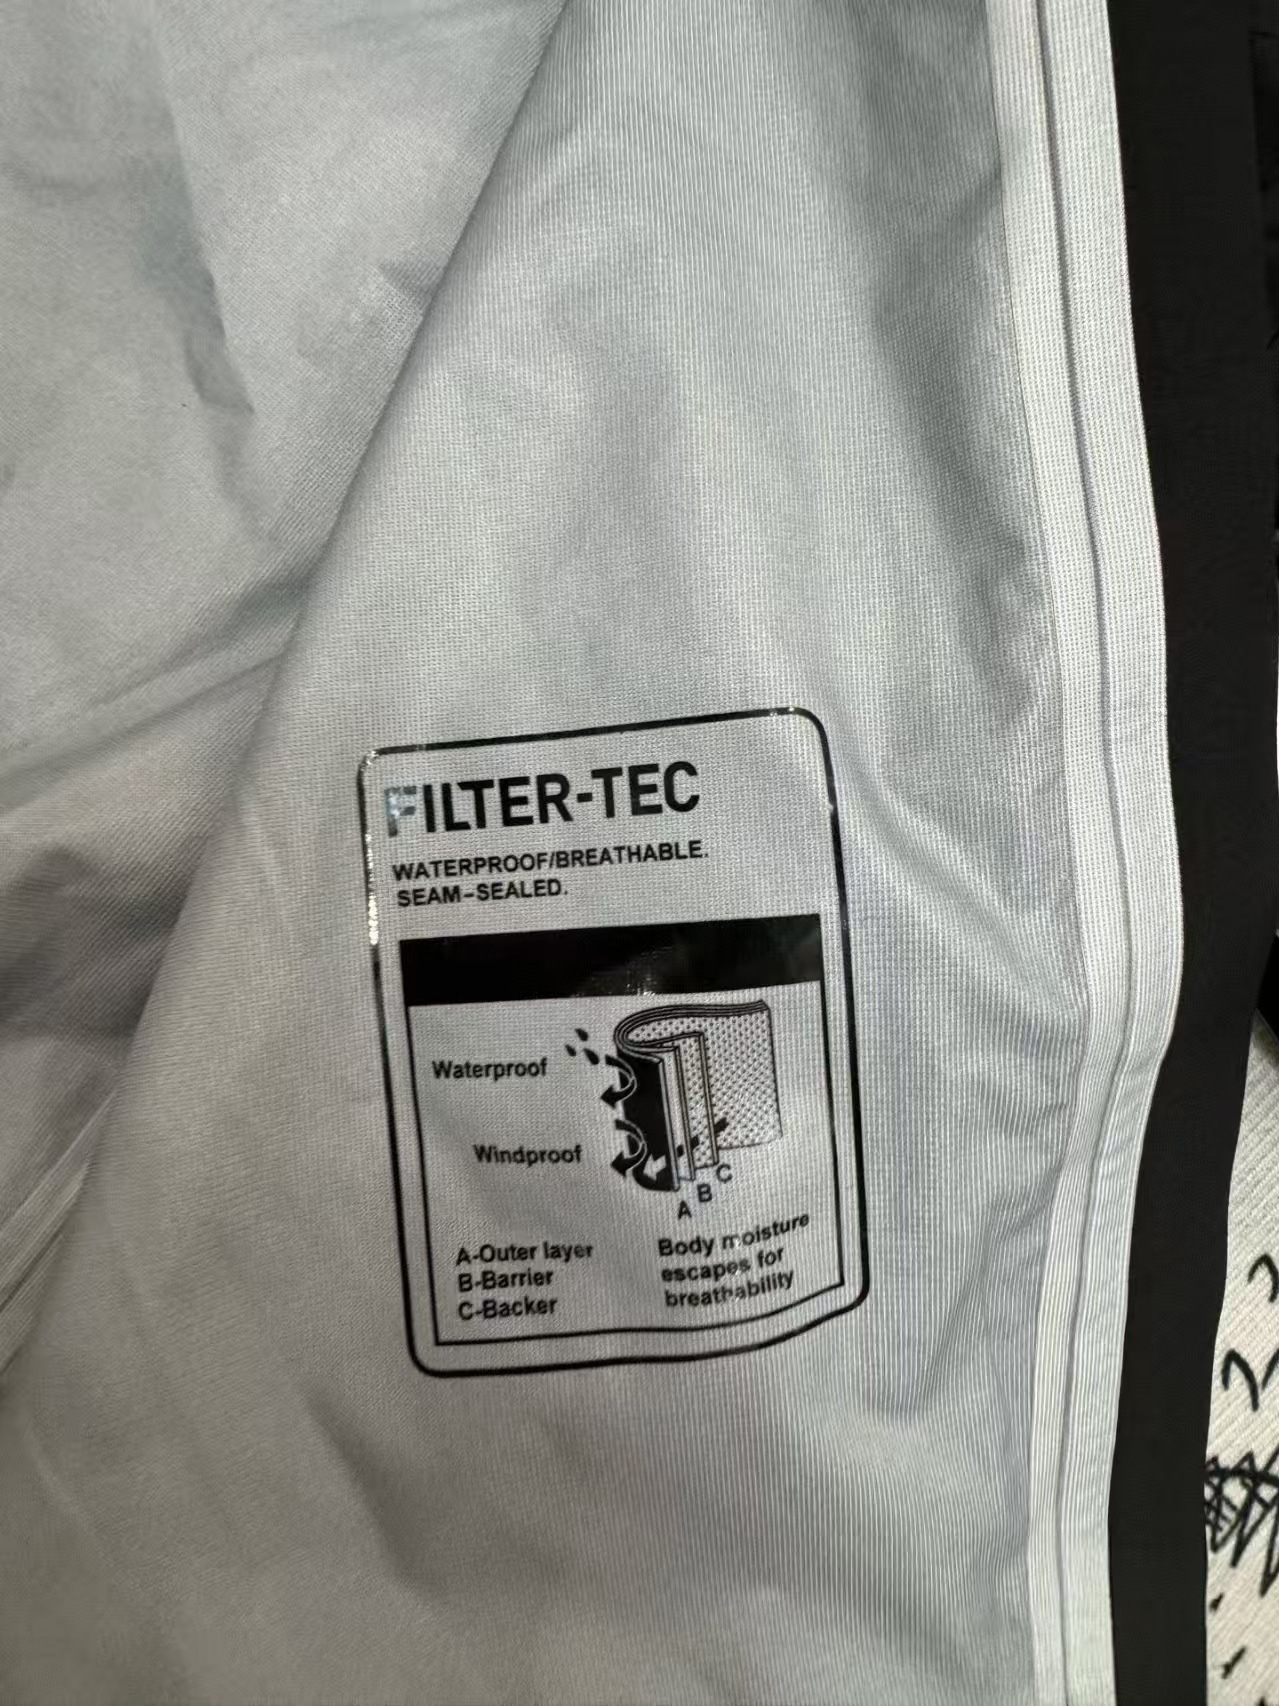 FILTER-TEC
WATERPROOF/BREATHABLE.
SEAM-SEALED.
Waterproof
Windproof
A
B
C
A-Outer layer
B-Barrier
C-Backer
Body moisture
escapes for
breathability